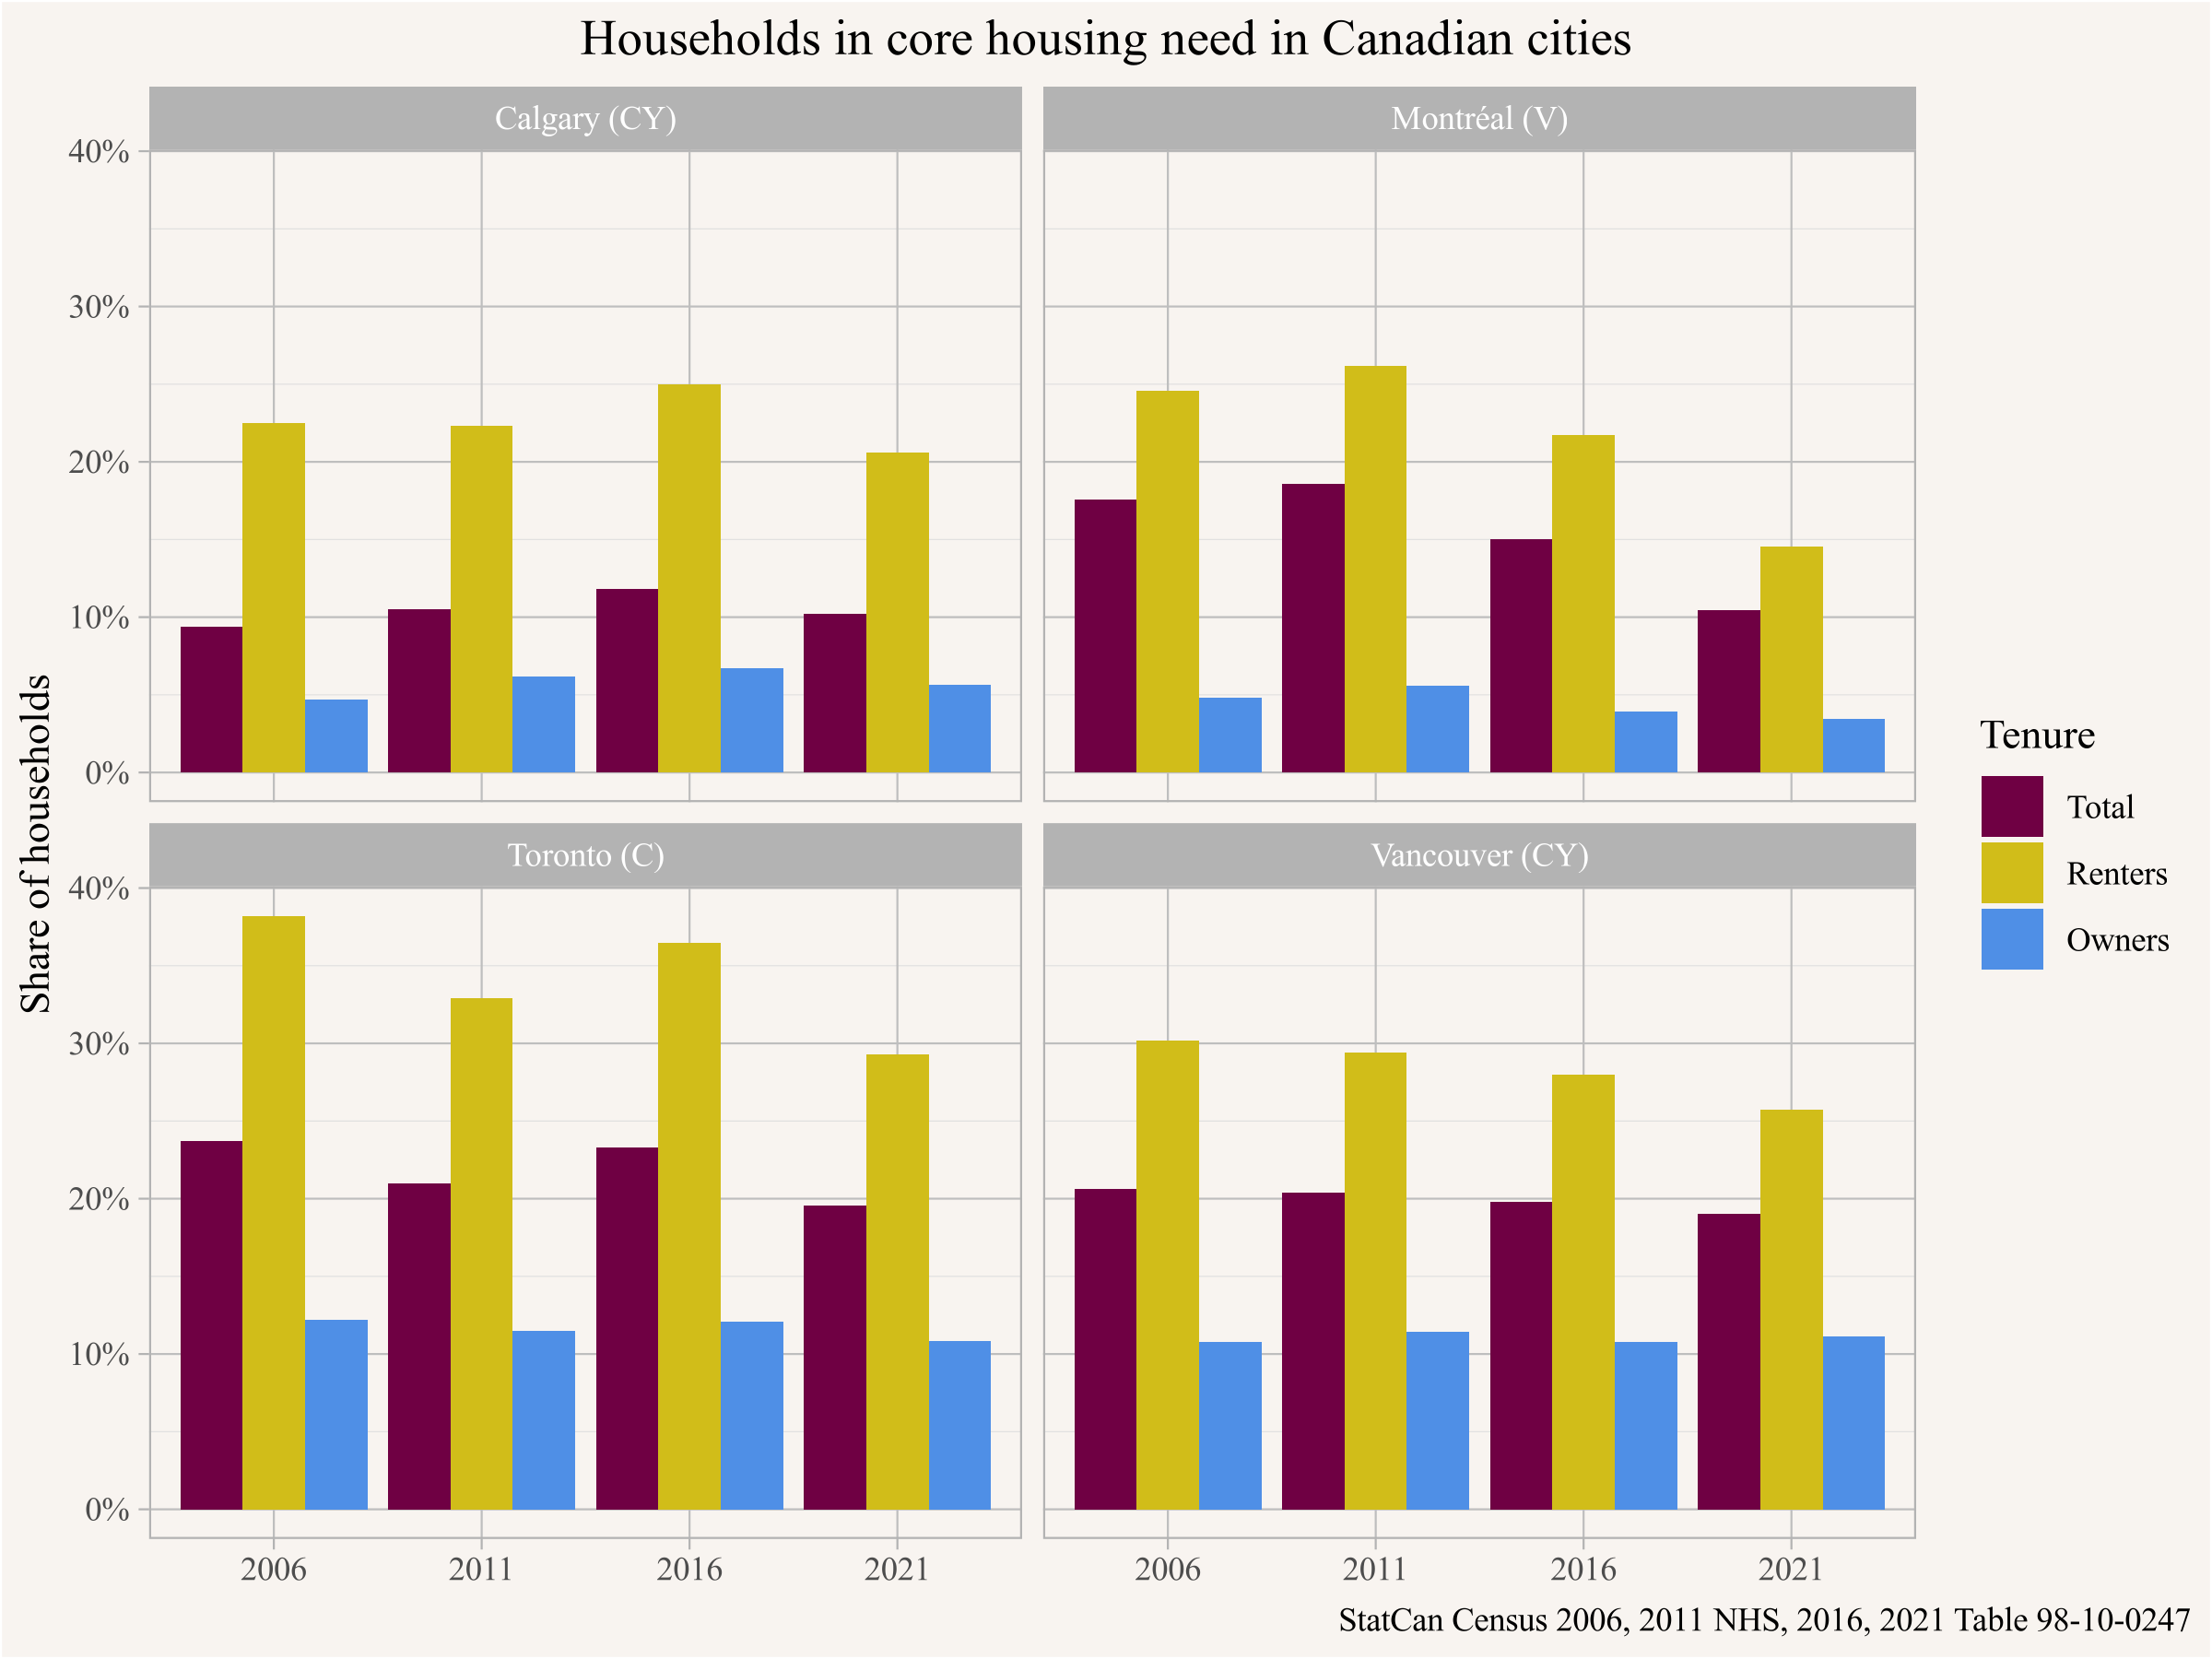 Households in core housing need in Canadian cities
Calgary (CY)
Montréal (V)
40%
30%
20%
10%
0%
Toronto (C)
Vancouver (CY)
40%
30%
20%
10%
0%
2006
2011
2016
2021
2006
2011
2016
2021
Share of households
Tenure
Total
Renters
Owners
StatCan Census 2006, 2011 NHS, 2016, 2021 Table 98-10-0247